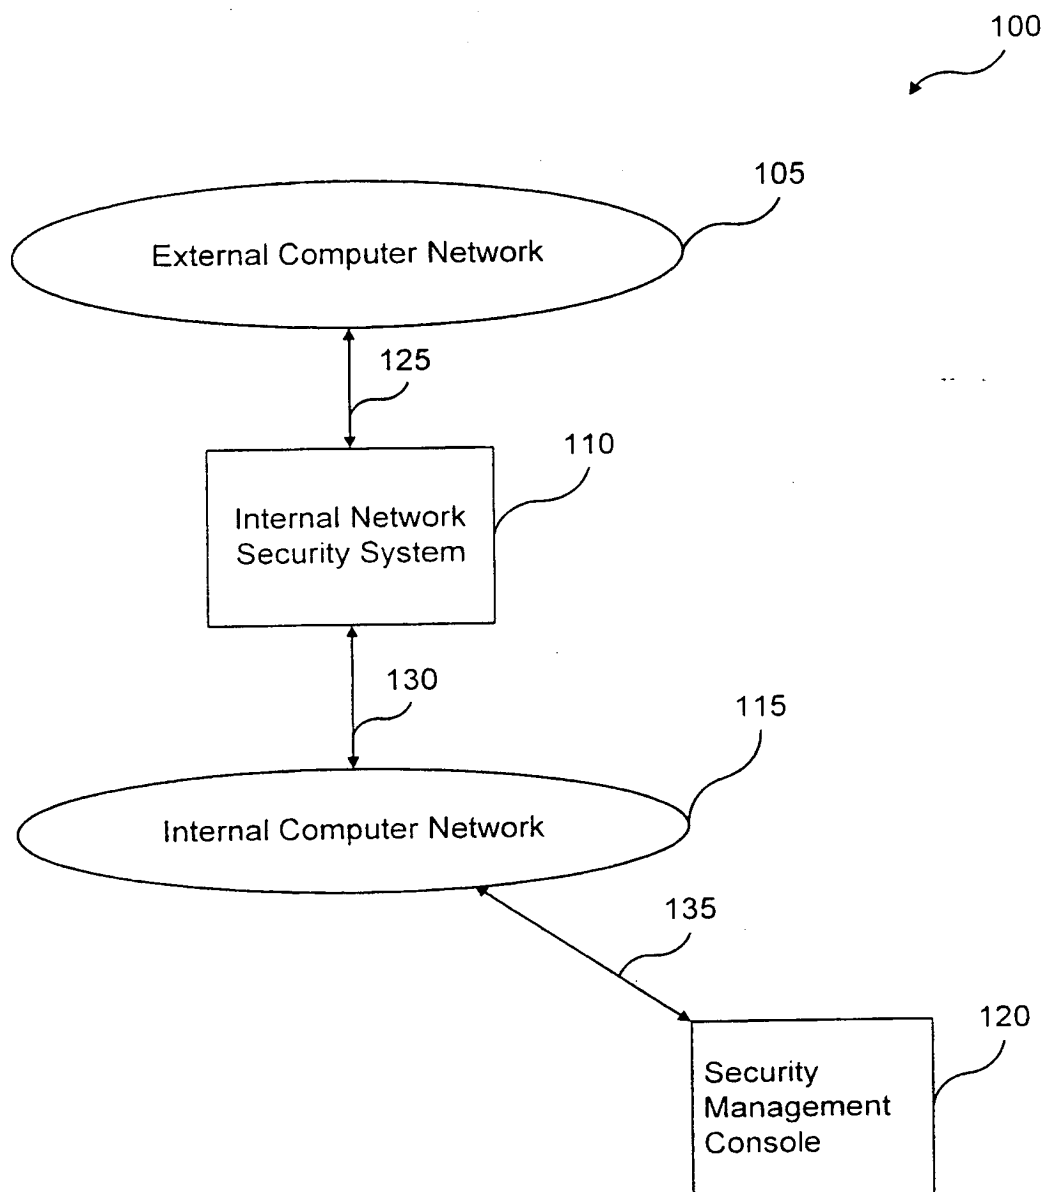 100
105
External Computer Network
125
110
Internal Network
Security System
130
115
Internal Computer Network
135
120
Security
Management
Console